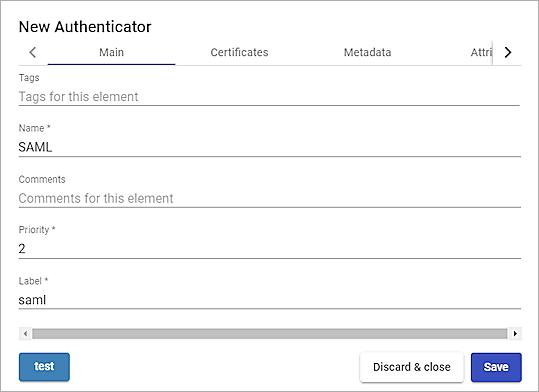 New Authenticator
Main Certificates Metadata Attri
Tags
Tags for this element
Name *
SAML
Comments
Comments for this element
Priority *
2
Label *
saml
test Discard & close Save